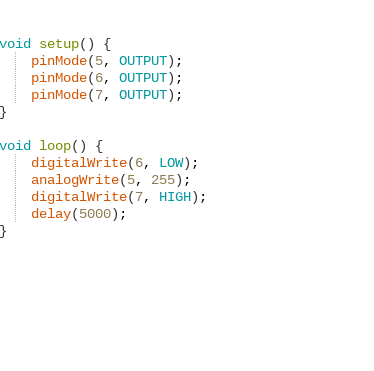 void setup() {
    pinMode(5, OUTPUT);
    pinMode(6, OUTPUT);
    pinMode(7, OUTPUT);
}

void loop() {
    digitalWrite(6, LOW);
    analogWrite(5, 255);
    digitalWrite(7, HIGH);
    delay(5000);
}